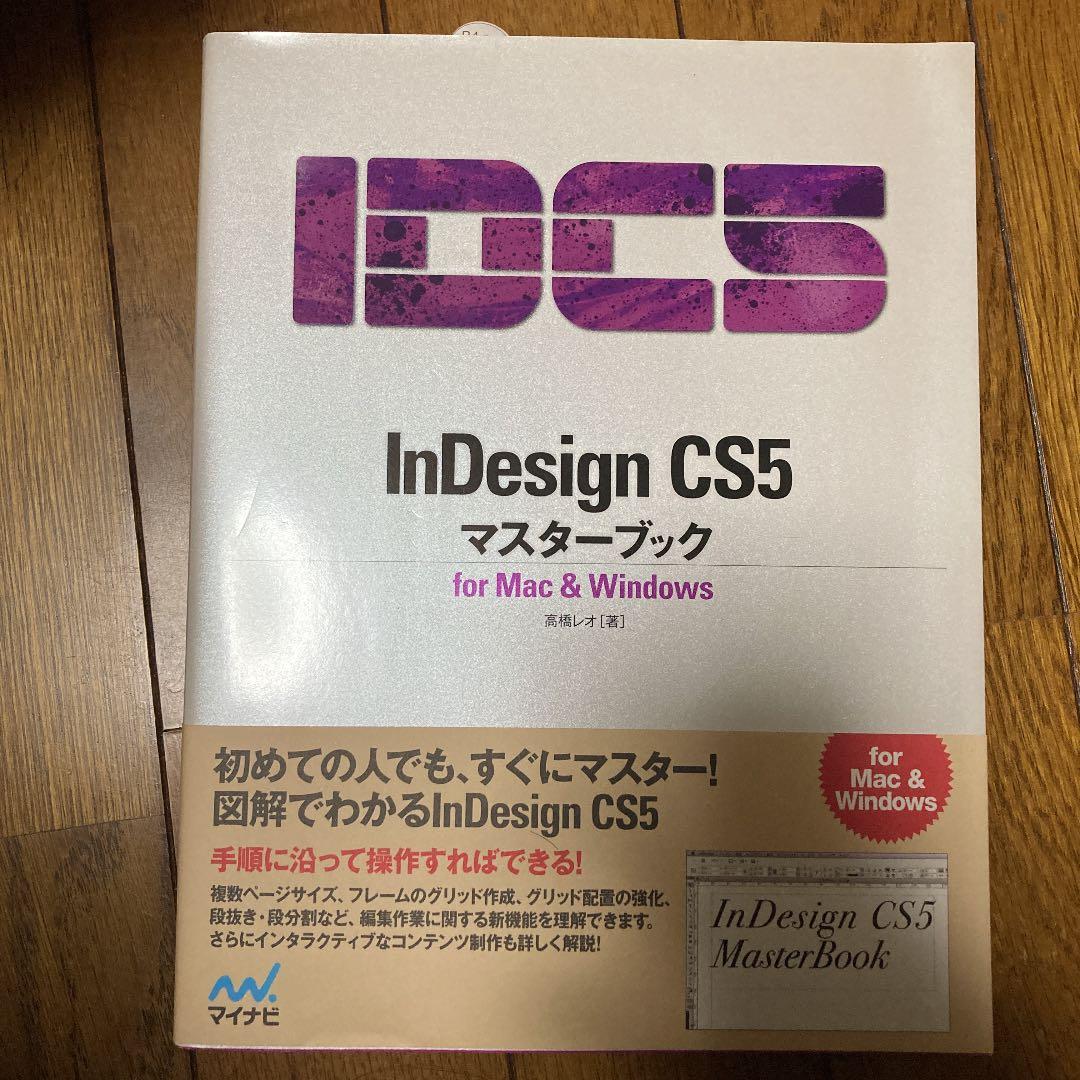 IDCS
InDesign CS5
マスターブック
for Mac & Windows
高橋レオ[著]
初めての人でも、すぐにマスター!
図解でわかるInDesign CS5
手順に沿って操作すればできる!
複数ページサイズ、フレームのグリッド作成、グリッド配置の強化、
段抜き・段分割など、編集作業に関する新機能を理解できます。
さらにインタラクティブなコンテンツ制作も詳しく解説!
マイナビ
for
Mac &
Windows
InDesign CS5
MasterBook